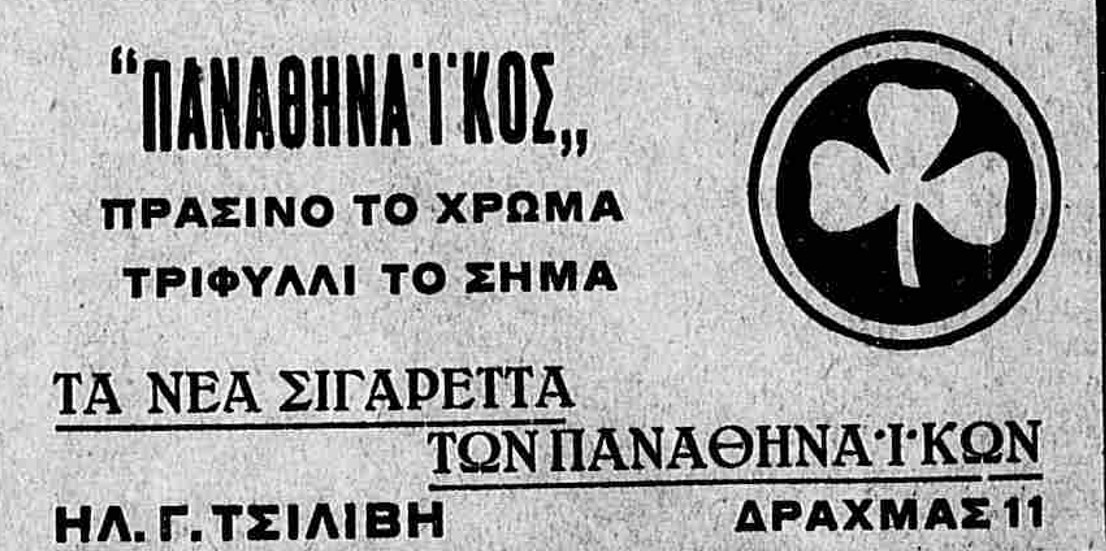 “ΠΑΝΑΘΗΝΑΪΚΟΣ„
ΠΡΑΣΙΝΟ ΤΟ ΧΡΩΜΑ
ΤΡΙΦΥΛΛΙ ΤΟ ΣΗΜΑ
ΤΑ ΝΕΑ ΣΙΓΑΡΕΤΤΑ
ΤΩΝ ΠΑΝΑΘΗΝΑΪΚΩΝ
ΗΛ. Γ. ΤΣΙΛΙΒΗ ΔΡΑΧΜΑΣ 11